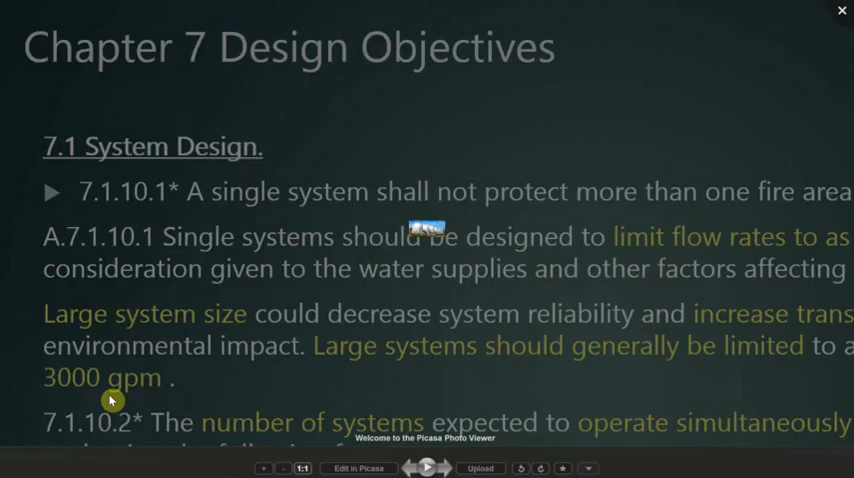 Chapter 7 Design Objectives
7.1 System Design.
7.1.10.1* A single system shall not protect more than one fire area
A.7.1.10.1 Single systems should be designed to limit flow rates to as
consideration given to the water supplies and other factors affecting
Large system size could decrease system reliability and increase trans
environmental impact. Large systems should generally be limited to a
3000 gpm .
7.1.10.2* The number of systems expected to operate simultaneously
Welcome to the Picasa Photo Viewer
+ - 1:1 Edit in Picasa Upload